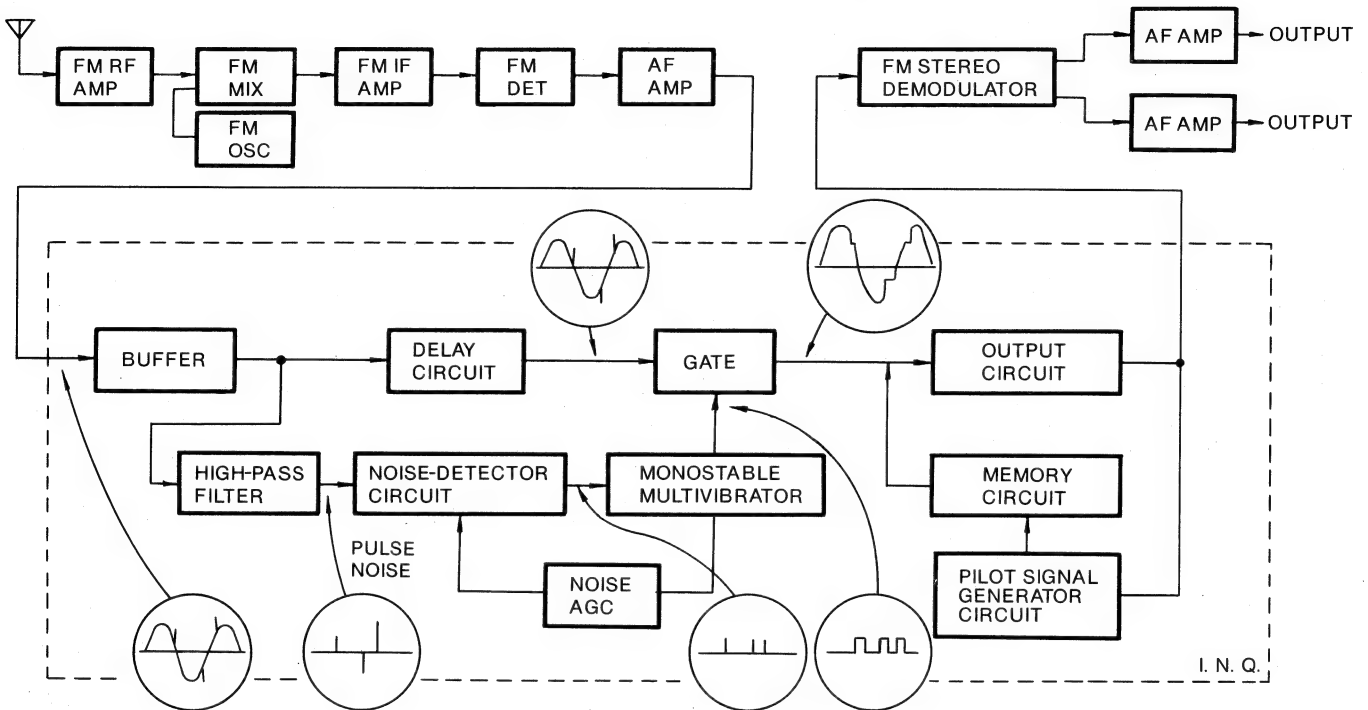 FM RF
AMP
FM
MIX
FM
OSC
FM IF
AMP
FM
DET
AF
AMP
FM STEREO
DEMODULATOR
AF AMP
OUTPUT
AF AMP
OUTPUT
BUFFER
DELAY
CIRCUIT
GATE
OUTPUT
CIRCUIT
HIGH-PASS
FILTER
NOISE-DETECTOR
CIRCUIT
MONOSTABLE
MULTIVIBRATOR
MEMORY
CIRCUIT
PULSE
NOISE
NOISE
AGC
PILOT SIGNAL
GENERATOR
CIRCUIT
I. N. Q.